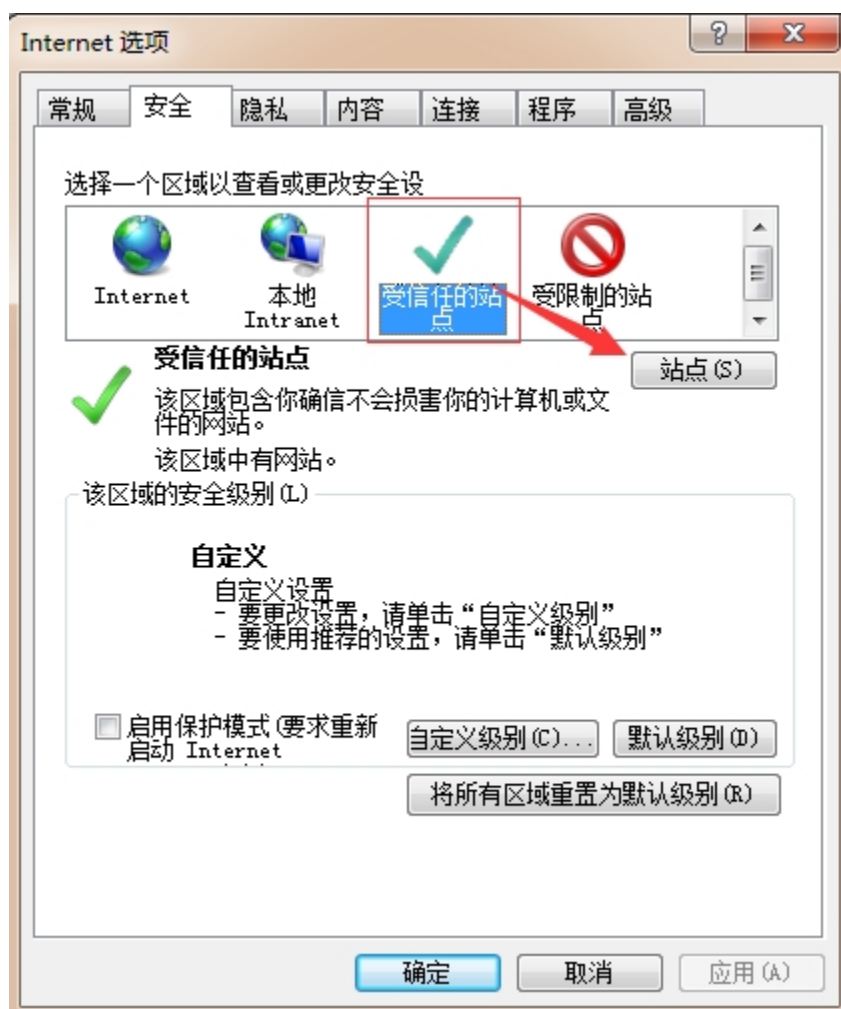 Internet 选项
常规 安全 隐私 内容 连接 程序 高级
选择一个区域以查看或更改安全设
Internet
本地
Intranet
受信任的站
点
受限制的站
点
受信任的站点
站点(S)
该区域包含你确信不会损害你的计算机或文
件的网站。
该区域中有网站。
该区域的安全级别(L)
自定义
自定义设置
- 要更改设置，请单击“自定义级别”
- 要使用推荐的设置，请单击“默认级别”
启用保护模式(要求重新
启动 Internet
自定义级别(C)... 默认级别(D)
将所有区域重置为默认级别(R)
确定 取消 应用(A)